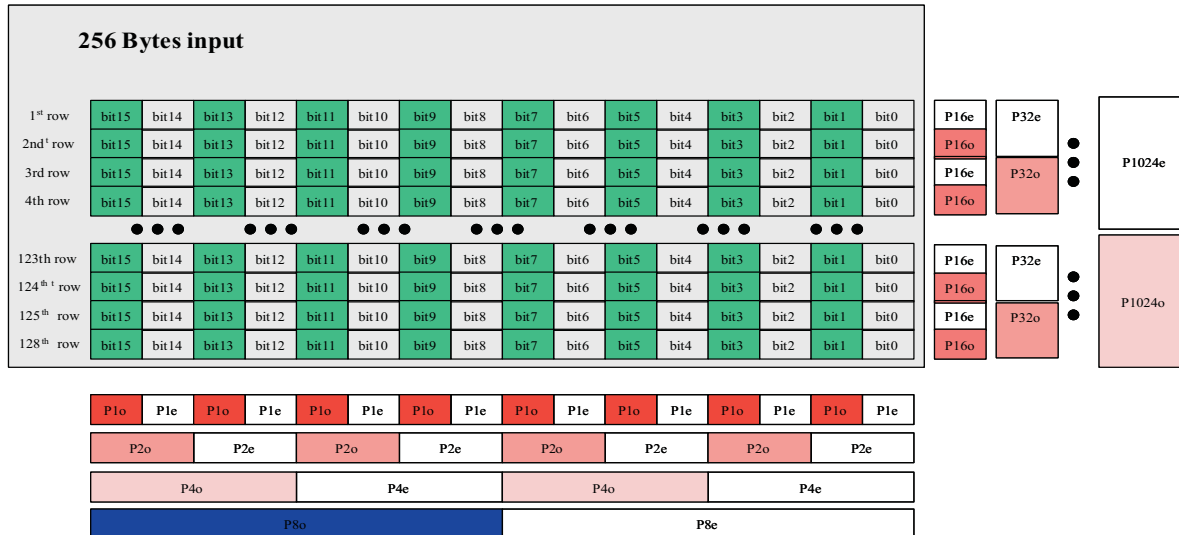 256 Bytes input
1st row bit15 bit14 bit13 bit12 bit11 bit10 bit9 bit8 bit7 bit6 bit5 bit4 bit3 bit2 bit1 bit0 P16e P32e
2ndt row bit15 bit14 bit13 bit12 bit11 bit10 bit9 bit8 bit7 bit6 bit5 bit4 bit3 bit2 bit1 bit0 P16o
P1024e
3rd row bit15 bit14 bit13 bit12 bit11 bit10 bit9 bit8 bit7 bit6 bit5 bit4 bit3 bit2 bit1 bit0 P16e P32o
4th row bit15 bit14 bit13 bit12 bit11 bit10 bit9 bit8 bit7 bit6 bit5 bit4 bit3 bit2 bit1 bit0 P16o
123th row bit15 bit14 bit13 bit12 bit11 bit10 bit9 bit8 bit7 bit6 bit5 bit4 bit3 bit2 bit1 bit0 P16e P32e
124th t row bit15 bit14 bit13 bit12 bit11 bit10 bit9 bit8 bit7 bit6 bit5 bit4 bit3 bit2 bit1 bit0 P16o
P1024o
125th row bit15 bit14 bit13 bit12 bit11 bit10 bit9 bit8 bit7 bit6 bit5 bit4 bit3 bit2 bit1 bit0 P16e P32o
128th row bit15 bit14 bit13 bit12 bit11 bit10 bit9 bit8 bit7 bit6 bit5 bit4 bit3 bit2 bit1 bit0 P16o
P1o P1e P1o P1e P1o P1e P1o P1e P1o P1e P1o P1e P1o P1e P1o P1e
P2o P2e P2o P2e P2o P2e P2o P2e
P4o P4e P4o P4e
P8o P8e